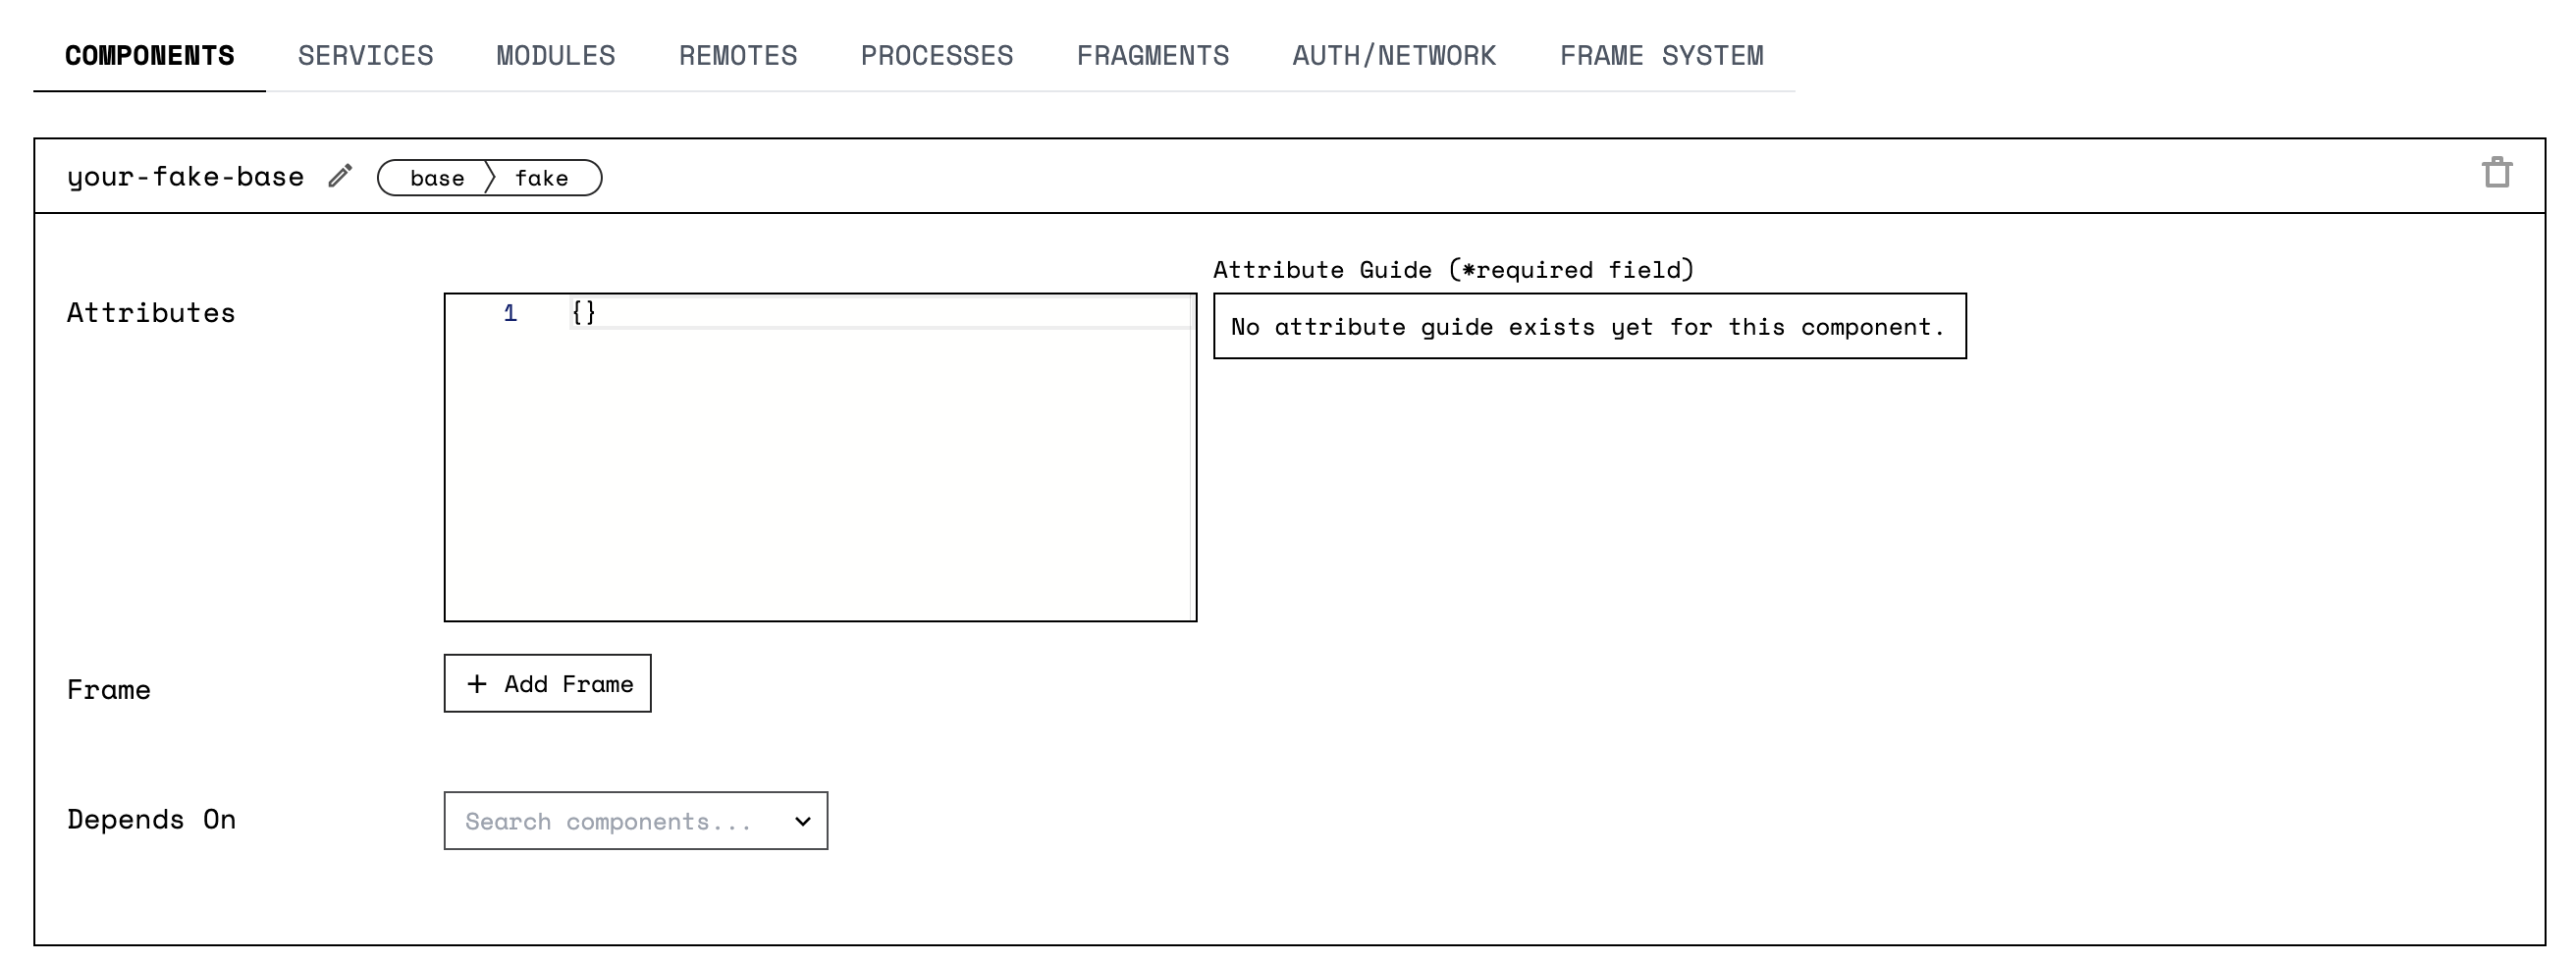 COMPONENTS SERVICES MODULES REMOTES PROCESSES FRAGMENTS AUTH/NETWORK FRAME SYSTEM
your-fake-base base fake
Attribute Guide (*required field)
Attributes 1 {}
No attribute guide exists yet for this component.
Frame + Add Frame
Depends On Search components...